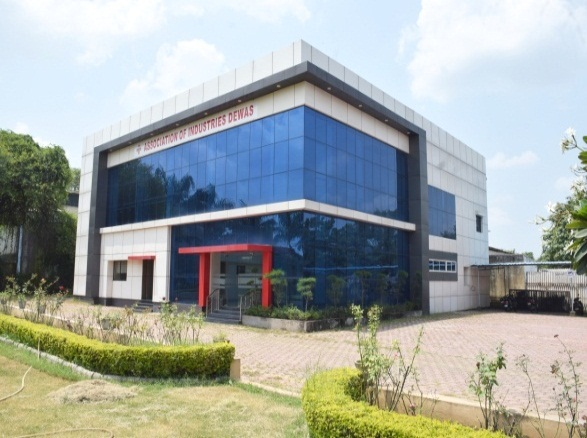 ASSOCIATION OF INDUSTRIES DEWAS